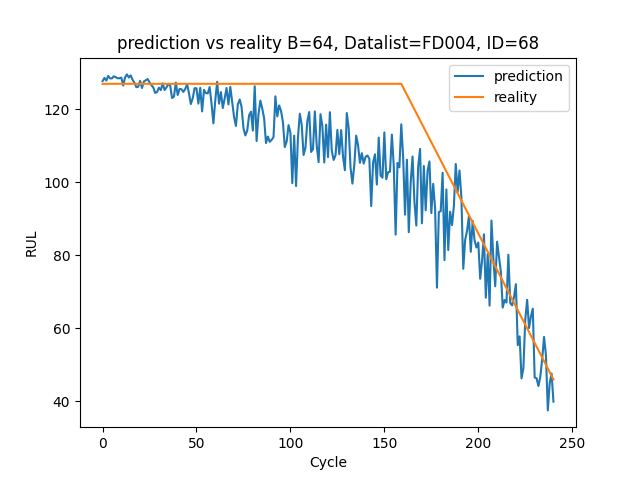 prediction vs reality B=64, Datalist=FD004, ID=68
prediction
reality
RUL
120
100
80
60
40
0
50
100
150
200
250
Cycle